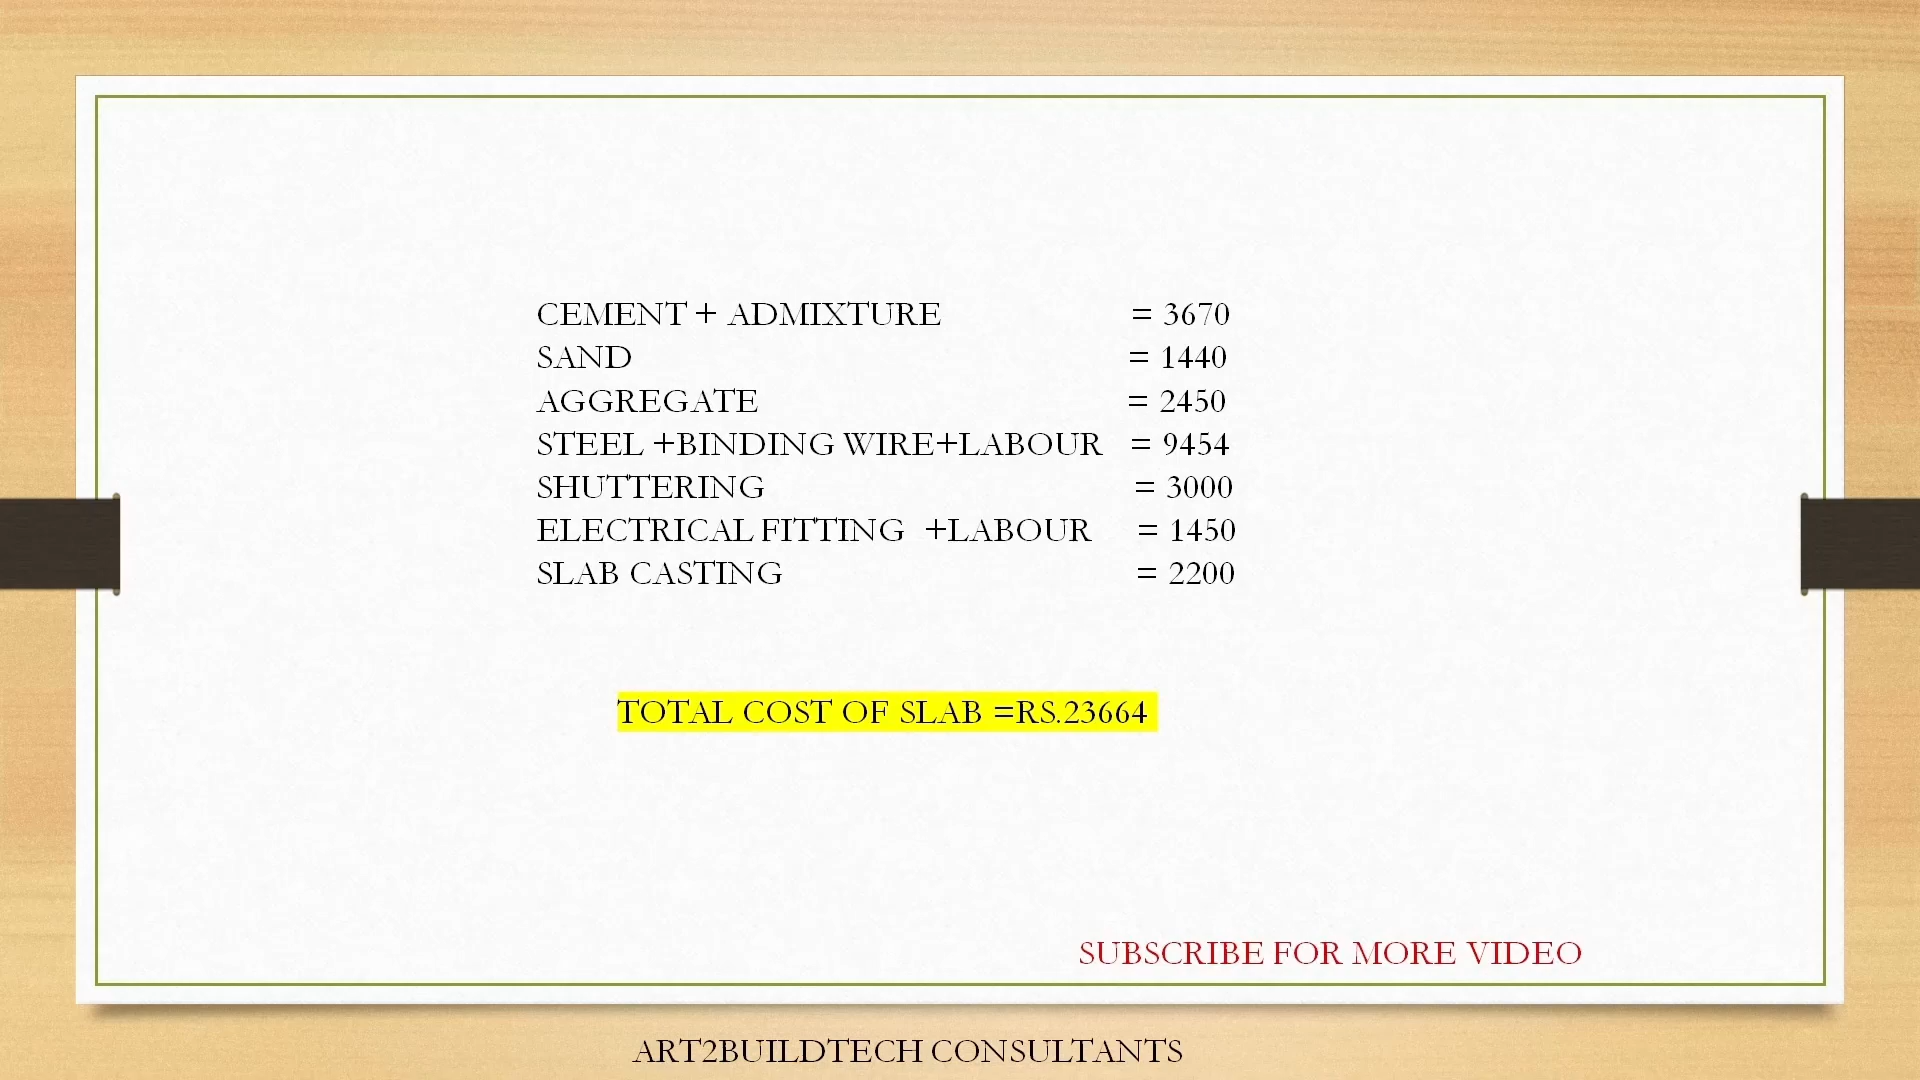 CEMENT + ADMIXTURE = 3670
SAND = 1440
AGGREGATE = 2450
STEEL +BINDING WIRE+LABOUR = 9454
SHUTTERING = 3000
ELECTRICAL FITTING +LABOUR = 1450
SLAB CASTING = 2200
TOTAL COST OF SLAB =RS.23664
SUBSCRIBE FOR MORE VIDEO
ART2BUILDTECH CONSULTANTS